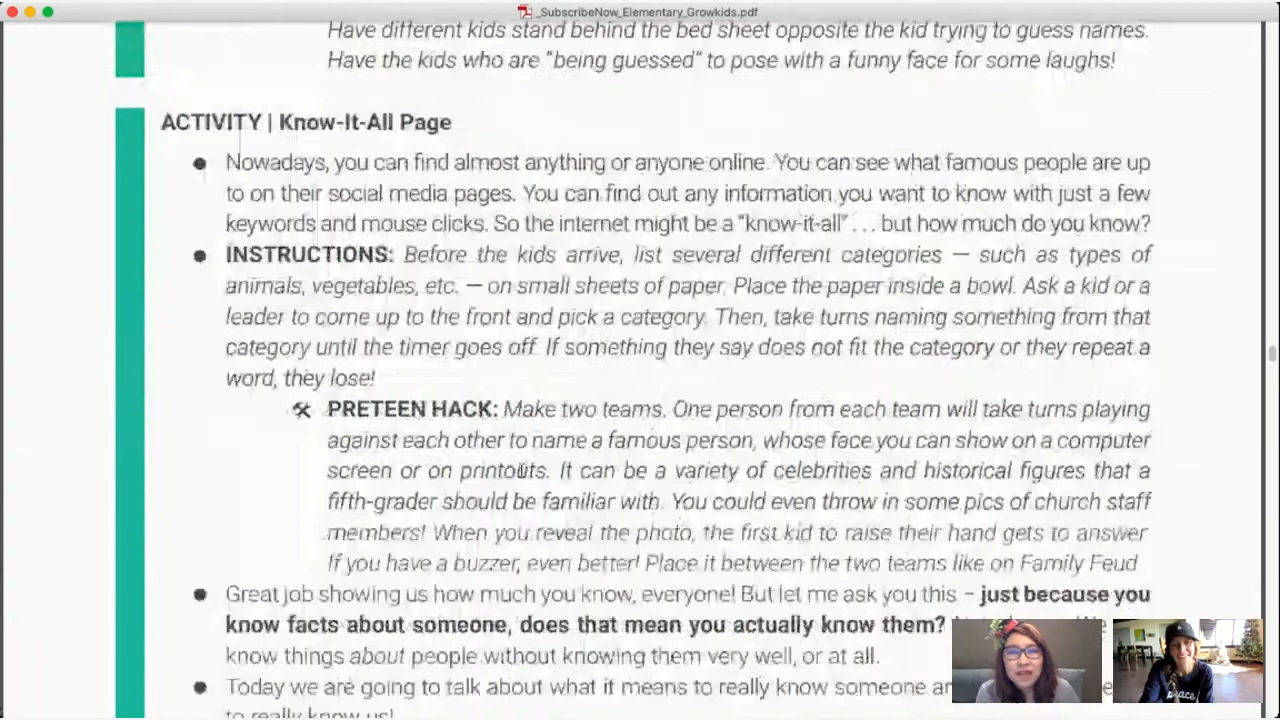 _SubscribeNow_Elementary_Growkids.pdf
Have different kids stand behind the bed sheet opposite the kid trying to guess names.
Have the kids who are "being guessed" to pose with a funny face for some laughs!
ACTIVITY | Know-It-All Page
● Nowadays, you can find almost anything or anyone online. You can see what famous people are up
to on their social media pages. You can find out any information you want to know with just a few
keywords and mouse clicks. So the internet might be a "know-it-all" . . . but how much do you know?
● INSTRUCTIONS: Before the kids arrive, list several different categories — such as types of
animals, vegetables, etc. — on small sheets of paper. Place the paper inside a bowl. Ask a kid or a
leader to come up to the front and pick a category. Then, take turns naming something from that
category until the timer goes off. If something they say does not fit the category or they repeat a
word, they lose!
PRETEEN HACK: Make two teams. One person from each team will take turns playing
against each other to name a famous person, whose face you can show on a computer
screen or on printouts. It can be a variety of celebrities and historical figures that a
fifth-grader should be familiar with. You could even throw in some pics of church staff
members! When you reveal the photo, the first kid to raise their hand gets to answer
If you have a buzzer, even better! Place it between the two teams like on Family Feud
● Great job showing us how much you know, everyone! But let me ask you this – just because you
know facts about someone, does that mean you actually know them?
know things about people without knowing them very well, or at all.
● Today we are going to talk about what it means to really know someone
to really know us!